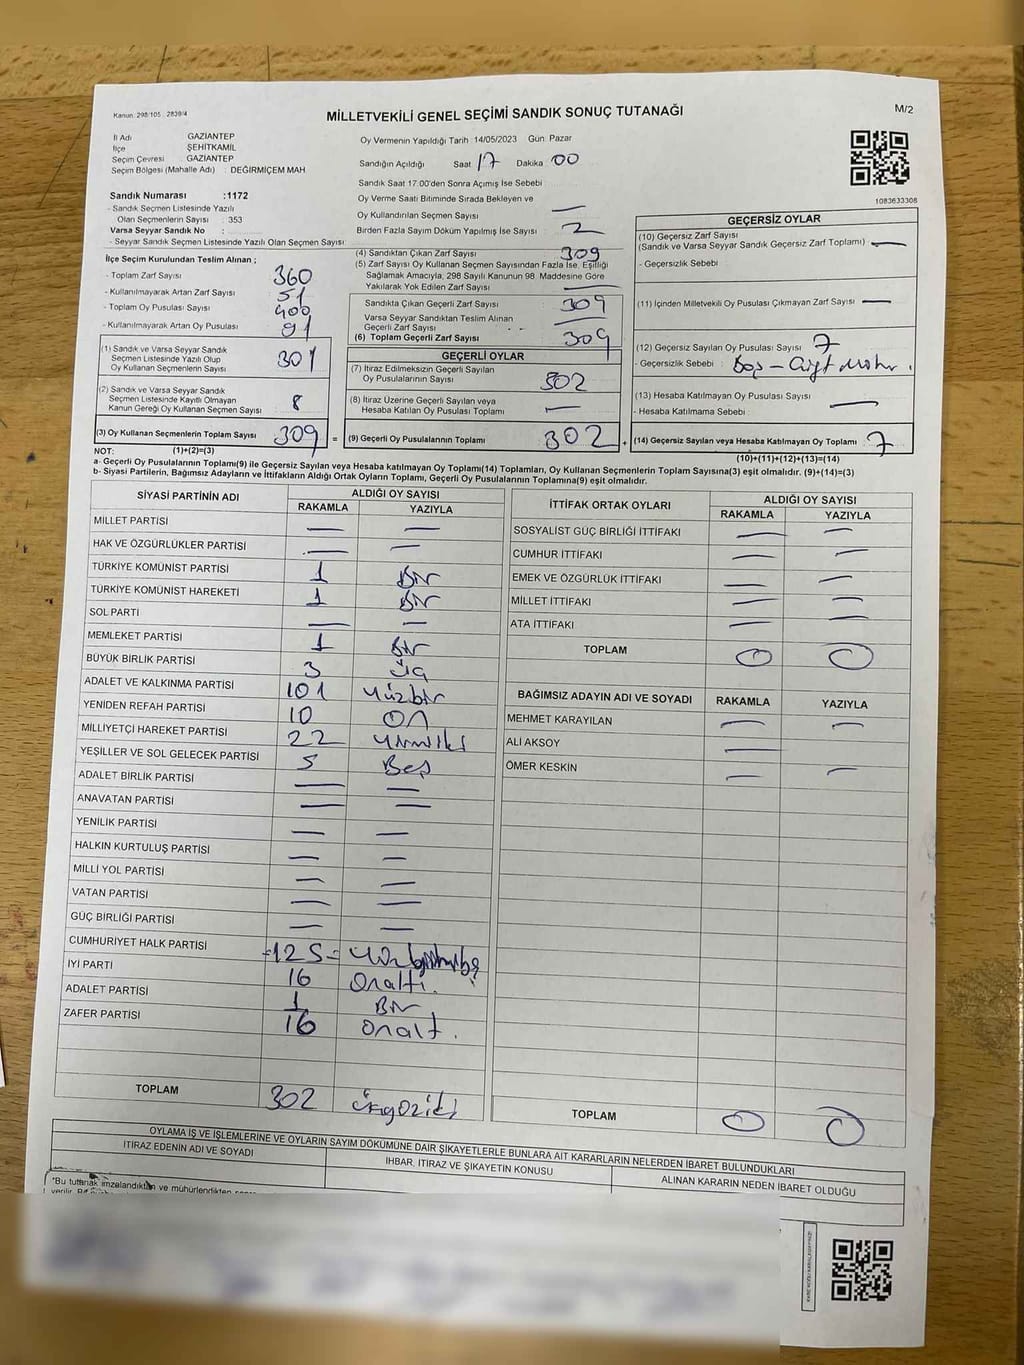 Kanun: 298/105, 2839/4
MİLLETVEKİLİ GENEL SEÇİMİ SANDIK SONUÇ TUTANAĞI
M/2
İl Adı GAZİANTEP
İlçe ŞEHİTKAMİL
Seçim Çevresi GAZİANTEP
Seçim Bölgesi (Mahalle Adı) : DEĞİRMİÇEM MAH
Sandık Numarası :1172
- Sandık Seçmen Listesinde Yazılı
Olan Seçmenlerin Sayısı : 353
Varsa Seyyar Sandık No :
- Seyyar Sandık Seçmen Listesinde Yazılı Olan Seçmen Sayısı:
İlçe Seçim Kurulundan Teslim Alınan ;
- Toplam Zarf Sayısı 360
- Kullanılmayarak Artan Zarf Sayısı 51
- Toplam Oy Pusulası Sayısı 400
- Kullanılmayarak Artan Oy Pusulası 91
(1) Sandık ve Varsa Seyyar Sandık
Seçmen Listesinde Yazılı Olup
Oy Kullanan Seçmenlerin Sayısı 301
(2) Sandık ve Varsa Seyyar Sandık
Seçmen Listesinde Kayıtlı Olmayan
Kanun Gereği Oy Kullanan Seçmen Sayısı 8
(3) Oy Kullanan Seçmenlerin Toplam Sayısı 309 =
Oy Vermenin Yapıldığı Tarih :14/05/2023 Gün: Pazar
Sandığın Açıldığı Saat 17 Dakika 00
Sandık Saat 17:00'den Sonra Açımış İse Sebebi :
Oy Verme Saati Bitiminde Sırada Bekleyen ve
Oy Kullandırılan Seçmen Sayısı —
Birden Fazla Sayım Döküm Yapılmış İse Sayısı 2
(4) Sandıktan Çıkan Zarf Sayısı 309
(5) Zarf Sayısı Oy Kullanan Seçmen Sayısından Fazla İse, Eşitliği
Sağlamak Amacıyla, 298 Sayılı Kanunun 98. Maddesine Göre
Yakılarak Yok Edilen Zarf Sayısı —
Sandıkta Çıkan Geçerli Zarf Sayısı 309
Varsa Seyyar Sandıktan Teslim Alınan
Geçerli Zarf Sayısı —
(6) Toplam Geçerli Zarf Sayısı 309
GEÇERLİ OYLAR
(7) İtiraz Edilmeksizin Geçerli Sayılan
Oy Pusulalarının Sayısı 302
(8) İtiraz Üzerine Geçerli Sayılan veya
Hesaba Katılan Oy Pusulası Toplamı —
(9) Geçerli Oy Pusulalarının Toplamı 302 +
1083633308
GEÇERSİZ OYLAR
(10) Geçersiz Zarf Sayısı
(Sandık ve Varsa Seyyar Sandık Geçersiz Zarf Toplamı) —
- Geçersizlik Sebebi :
(11) İçinden Milletvekili Oy Pusulası Çıkmayan Zarf Sayısı —
(12) Geçersiz Sayılan Oy Pusulası Sayısı 7
- Geçersizlik Sebebi : Boş – Çift Mühür.
(13) Hesaba Katılmayan Oy Pusulası Sayısı —
- Hesaba Katılmama Sebebi :
(14) Geçersiz Sayılan veya Hesaba Katılmayan Oy Toplamı 7
NOT: (1)+(2)=(3) (10)+(11)+(12)+(13)=(14)
a- Geçerli Oy Pusulalarının Toplamı(9) ile Geçersiz Sayılan veya Hesaba katılmayan Oy Toplamı(14) Toplamları, Oy Kullanan Seçmenlerin Toplam Sayısına(3) eşit olmalıdır. (9)+(14)=(3)
b- Siyasi Partilerin, Bağımsız Adayların ve İttifakların Aldığı Ortak Oyların Toplamı, Geçerli Oy Pusulalarının Toplamına(9) eşit olmalıdır.
SİYASİ PARTİNİN ADI ALDIĞI OY SAYISI
RAKAMLA YAZIYLA
MİLLET PARTİSİ — —
HAK VE ÖZGÜRLÜKLER PARTİSİ — —
TÜRKİYE KOMÜNİST PARTİSİ 1 Bir
TÜRKİYE KOMÜNİST HAREKETİ 1 Bir
SOL PARTİ — —
MEMLEKET PARTİSİ 1 Bir
BÜYÜK BİRLİK PARTİSİ 3 üç
ADALET VE KALKINMA PARTİSİ 101 Yüzbir
YENİDEN REFAH PARTİSİ 10 On
MİLLİYETÇİ HAREKET PARTİSİ 22 yirmiiki
YEŞİLLER VE SOL GELECEK PARTİSİ 5 Beş
ADALET BİRLİK PARTİSİ — —
ANAVATAN PARTİSİ — —
YENİLİK PARTİSİ — —
HALKIN KURTULUŞ PARTİSİ — —
MİLLİ YOL PARTİSİ — —
VATAN PARTİSİ — —
GÜÇ BİRLİĞİ PARTİSİ — —
CUMHURİYET HALK PARTİSİ -125- Yüzyirmibeş
İYİ PARTİ 16 Onaltı.
ADALET PARTİSİ 1 Bir
ZAFER PARTİSİ 16 Onaltı.
TOPLAM 302 üçyüziki
İTTİFAK ORTAK OYLARI ALDIĞI OY SAYISI
RAKAMLA YAZIYLA
SOSYALİST GÜÇ BİRLİĞİ İTTİFAKI — —
CUMHUR İTTİFAKI — —
EMEK VE ÖZGÜRLÜK İTTİFAKI — —
MİLLET İTTİFAKI — —
ATA İTTİFAKI — —
TOPLAM 0 0
BAĞIMSIZ ADAYIN ADI VE SOYADI RAKAMLA YAZIYLA
MEHMET KARAYILAN — —
ALİ AKSOY —
ÖMER KESKİN — —
TOPLAM 0 0
OYLAMA İŞ VE İŞLEMLERİNE VE OYLARIN SAYIM DÖKÜMÜNE DAİR ŞİKAYETLERLE BUNLARA AİT KARARLARIN NELERDEN İBARET BULUNDUKLARI
İTİRAZ EDENİN ADI VE SOYADI İHBAR, İTİRAZ VE ŞİKAYETİN KONUSU ALINAN KARARIN NEDEN İBARET OLDUĞU
"Bu tutanak imzalandıktan ve mühürlendikten